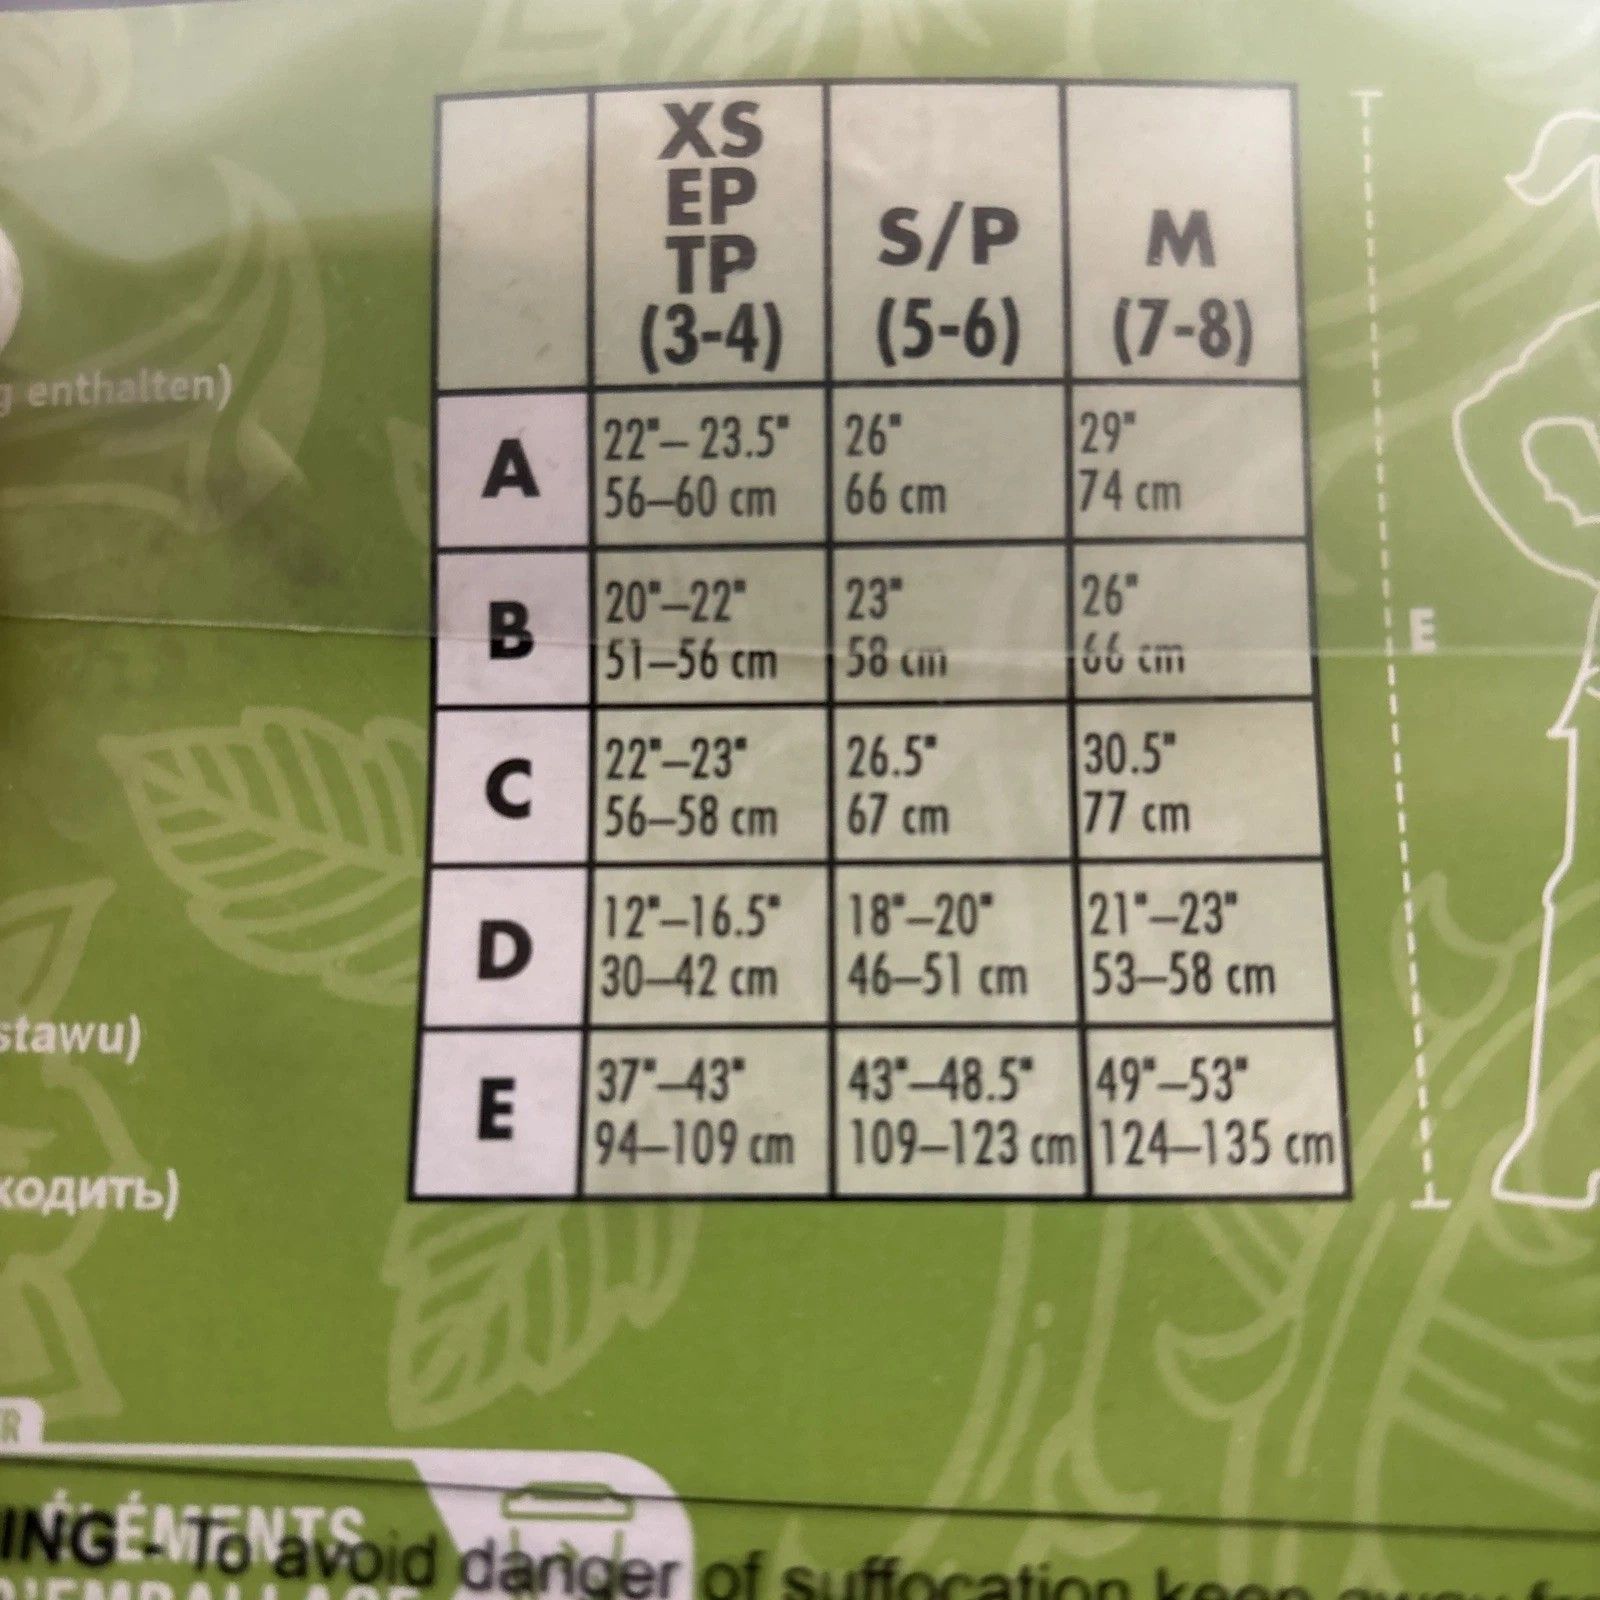 XS
EP
TP
(3-4)
S/P
(5-6)
M
(7-8)
A
22"–23.5"
56–60 cm
26"
66 cm
29"
74 cm
B
20"–22"
51–56 cm
23"
58 cm
26"
66 cm
C
22"–23"
56–58 cm
26.5"
67 cm
30.5"
77 cm
D
12"–16.5"
30–42 cm
18"–20"
46–51 cm
21"–23"
53–58 cm
E
37"–43"
94–109 cm
43"–48.5"
109–123 cm
49"–53"
124–135 cm
E
g enthalten)
stawu)
ходить)
R
ÉLÉMENTS
ING - To avoid danger of suffocation keep away